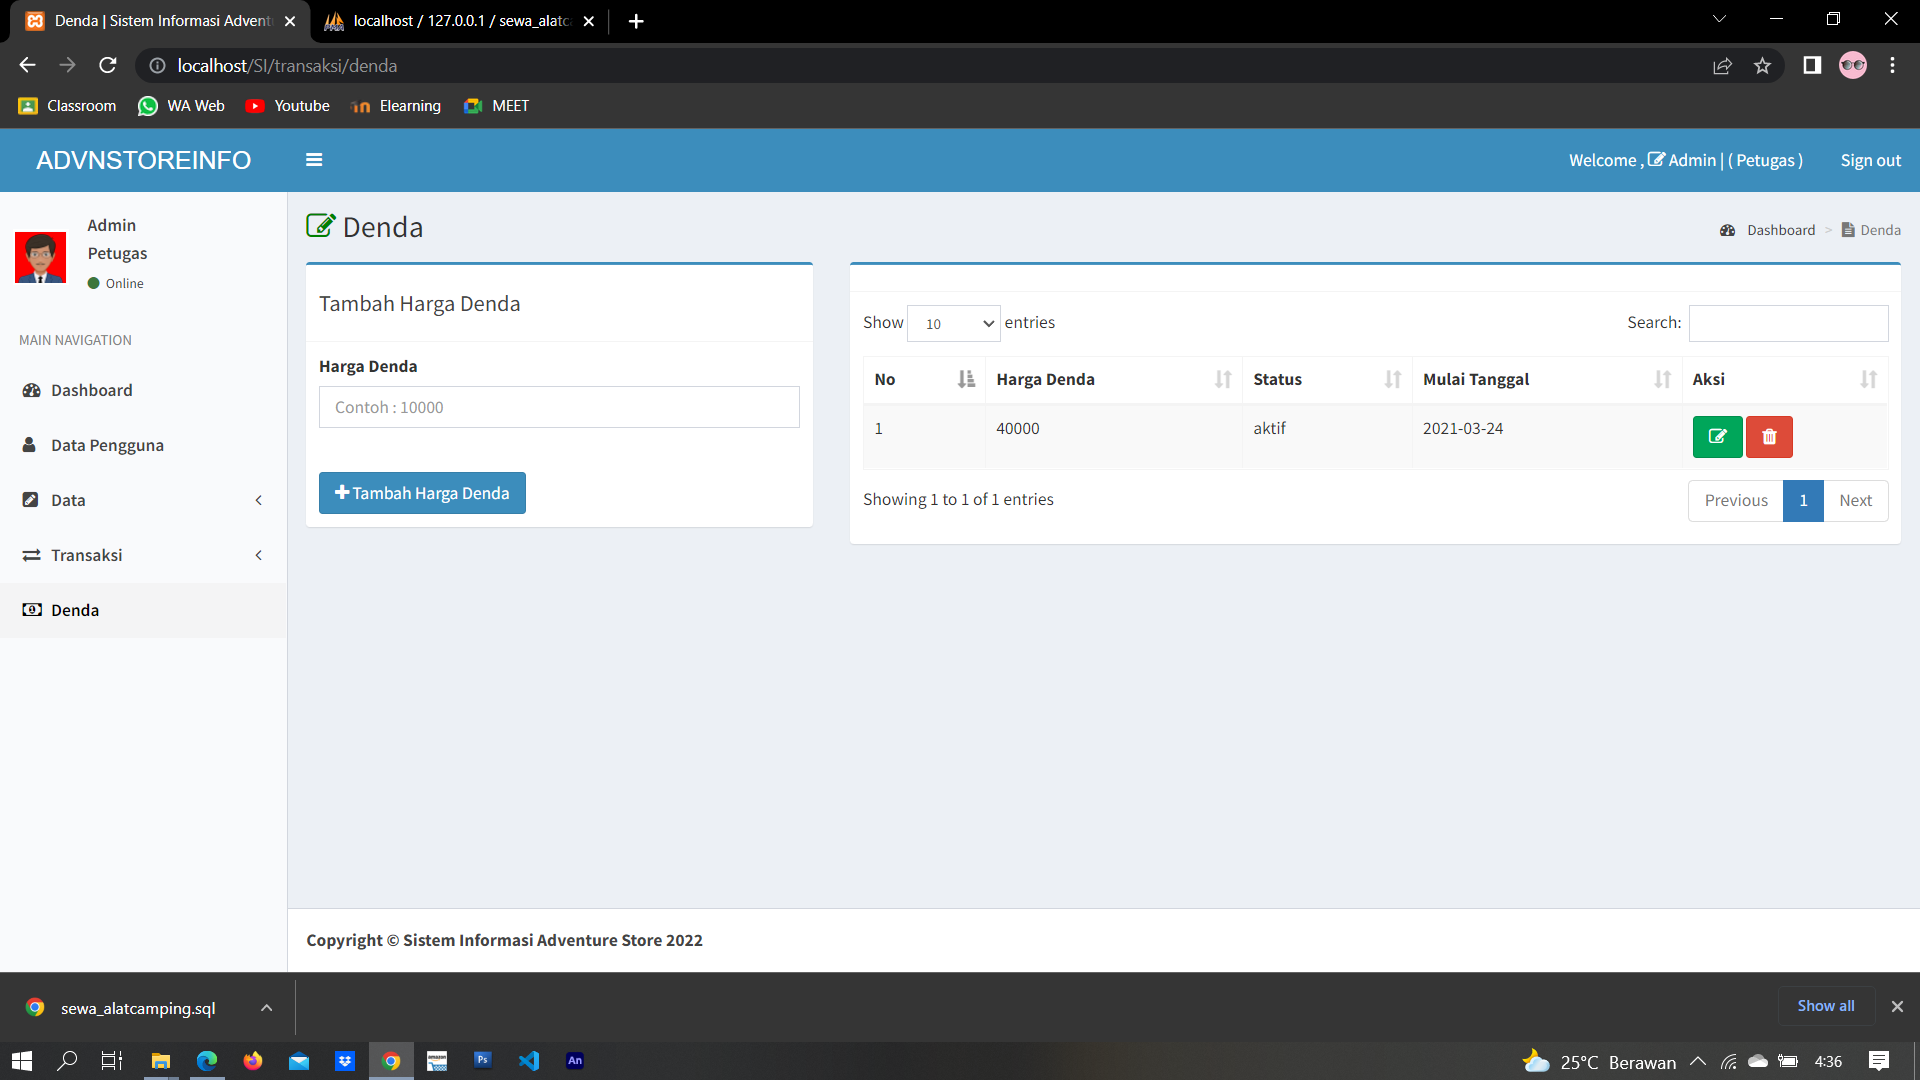 Denda | Sistem Informasi Advent
localhost / 127.0.0.1 / sewa_alatc
localhost/SI/transaksi/denda
Classroom
WA Web
Youtube
Elearning
MEET
ADVNSTOREINFO
Welcome , Admin | ( Petugas )
Sign out
Admin
Petugas
Online
MAIN NAVIGATION
Dashboard
Data Pengguna
Data
Transaksi
Denda
Denda
Dashboard > Denda
Tambah Harga Denda
Harga Denda
Contoh : 10000
Tambah Harga Denda
Show 10 entries
Search:
No Harga Denda Status Mulai Tanggal Aksi
1 40000 aktif 2021-03-24
Showing 1 to 1 of 1 entries
Previous 1 Next
Copyright © Sistem Informasi Adventure Store 2022
sewa_alatcamping.sql
Show all
Ps
An
25°C Berawan
4:36